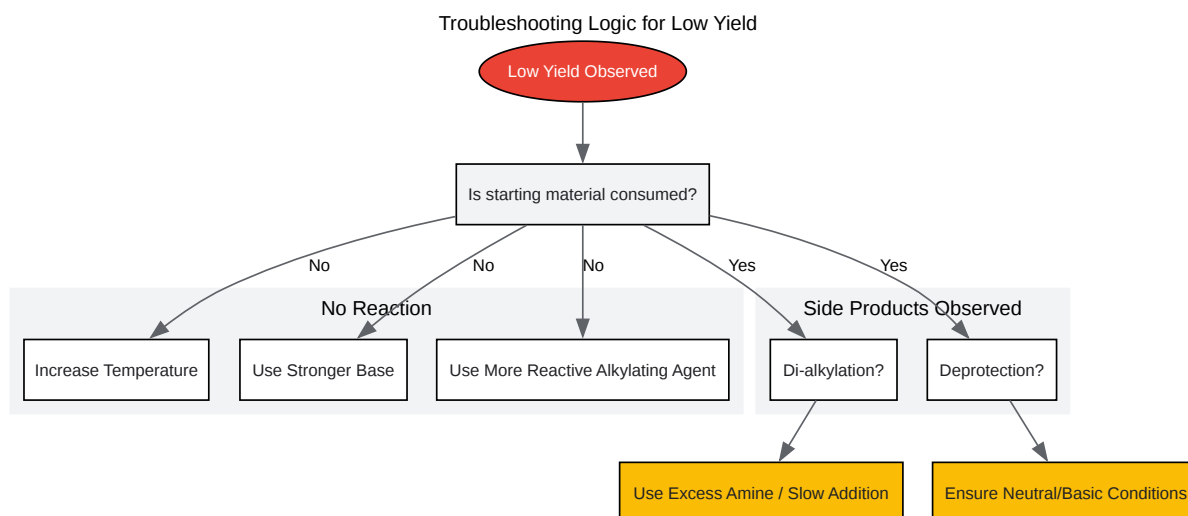 Troubleshooting Logic for Low Yield
Low Yield Observed
Is starting material consumed?
No
No
No
Yes
Yes
No Reaction
Side Products Observed
Increase Temperature
Use Stronger Base
Use More Reactive Alkylating Agent
Di-alkylation?
Deprotection?
Use Excess Amine / Slow Addition
Ensure Neutral/Basic Conditions